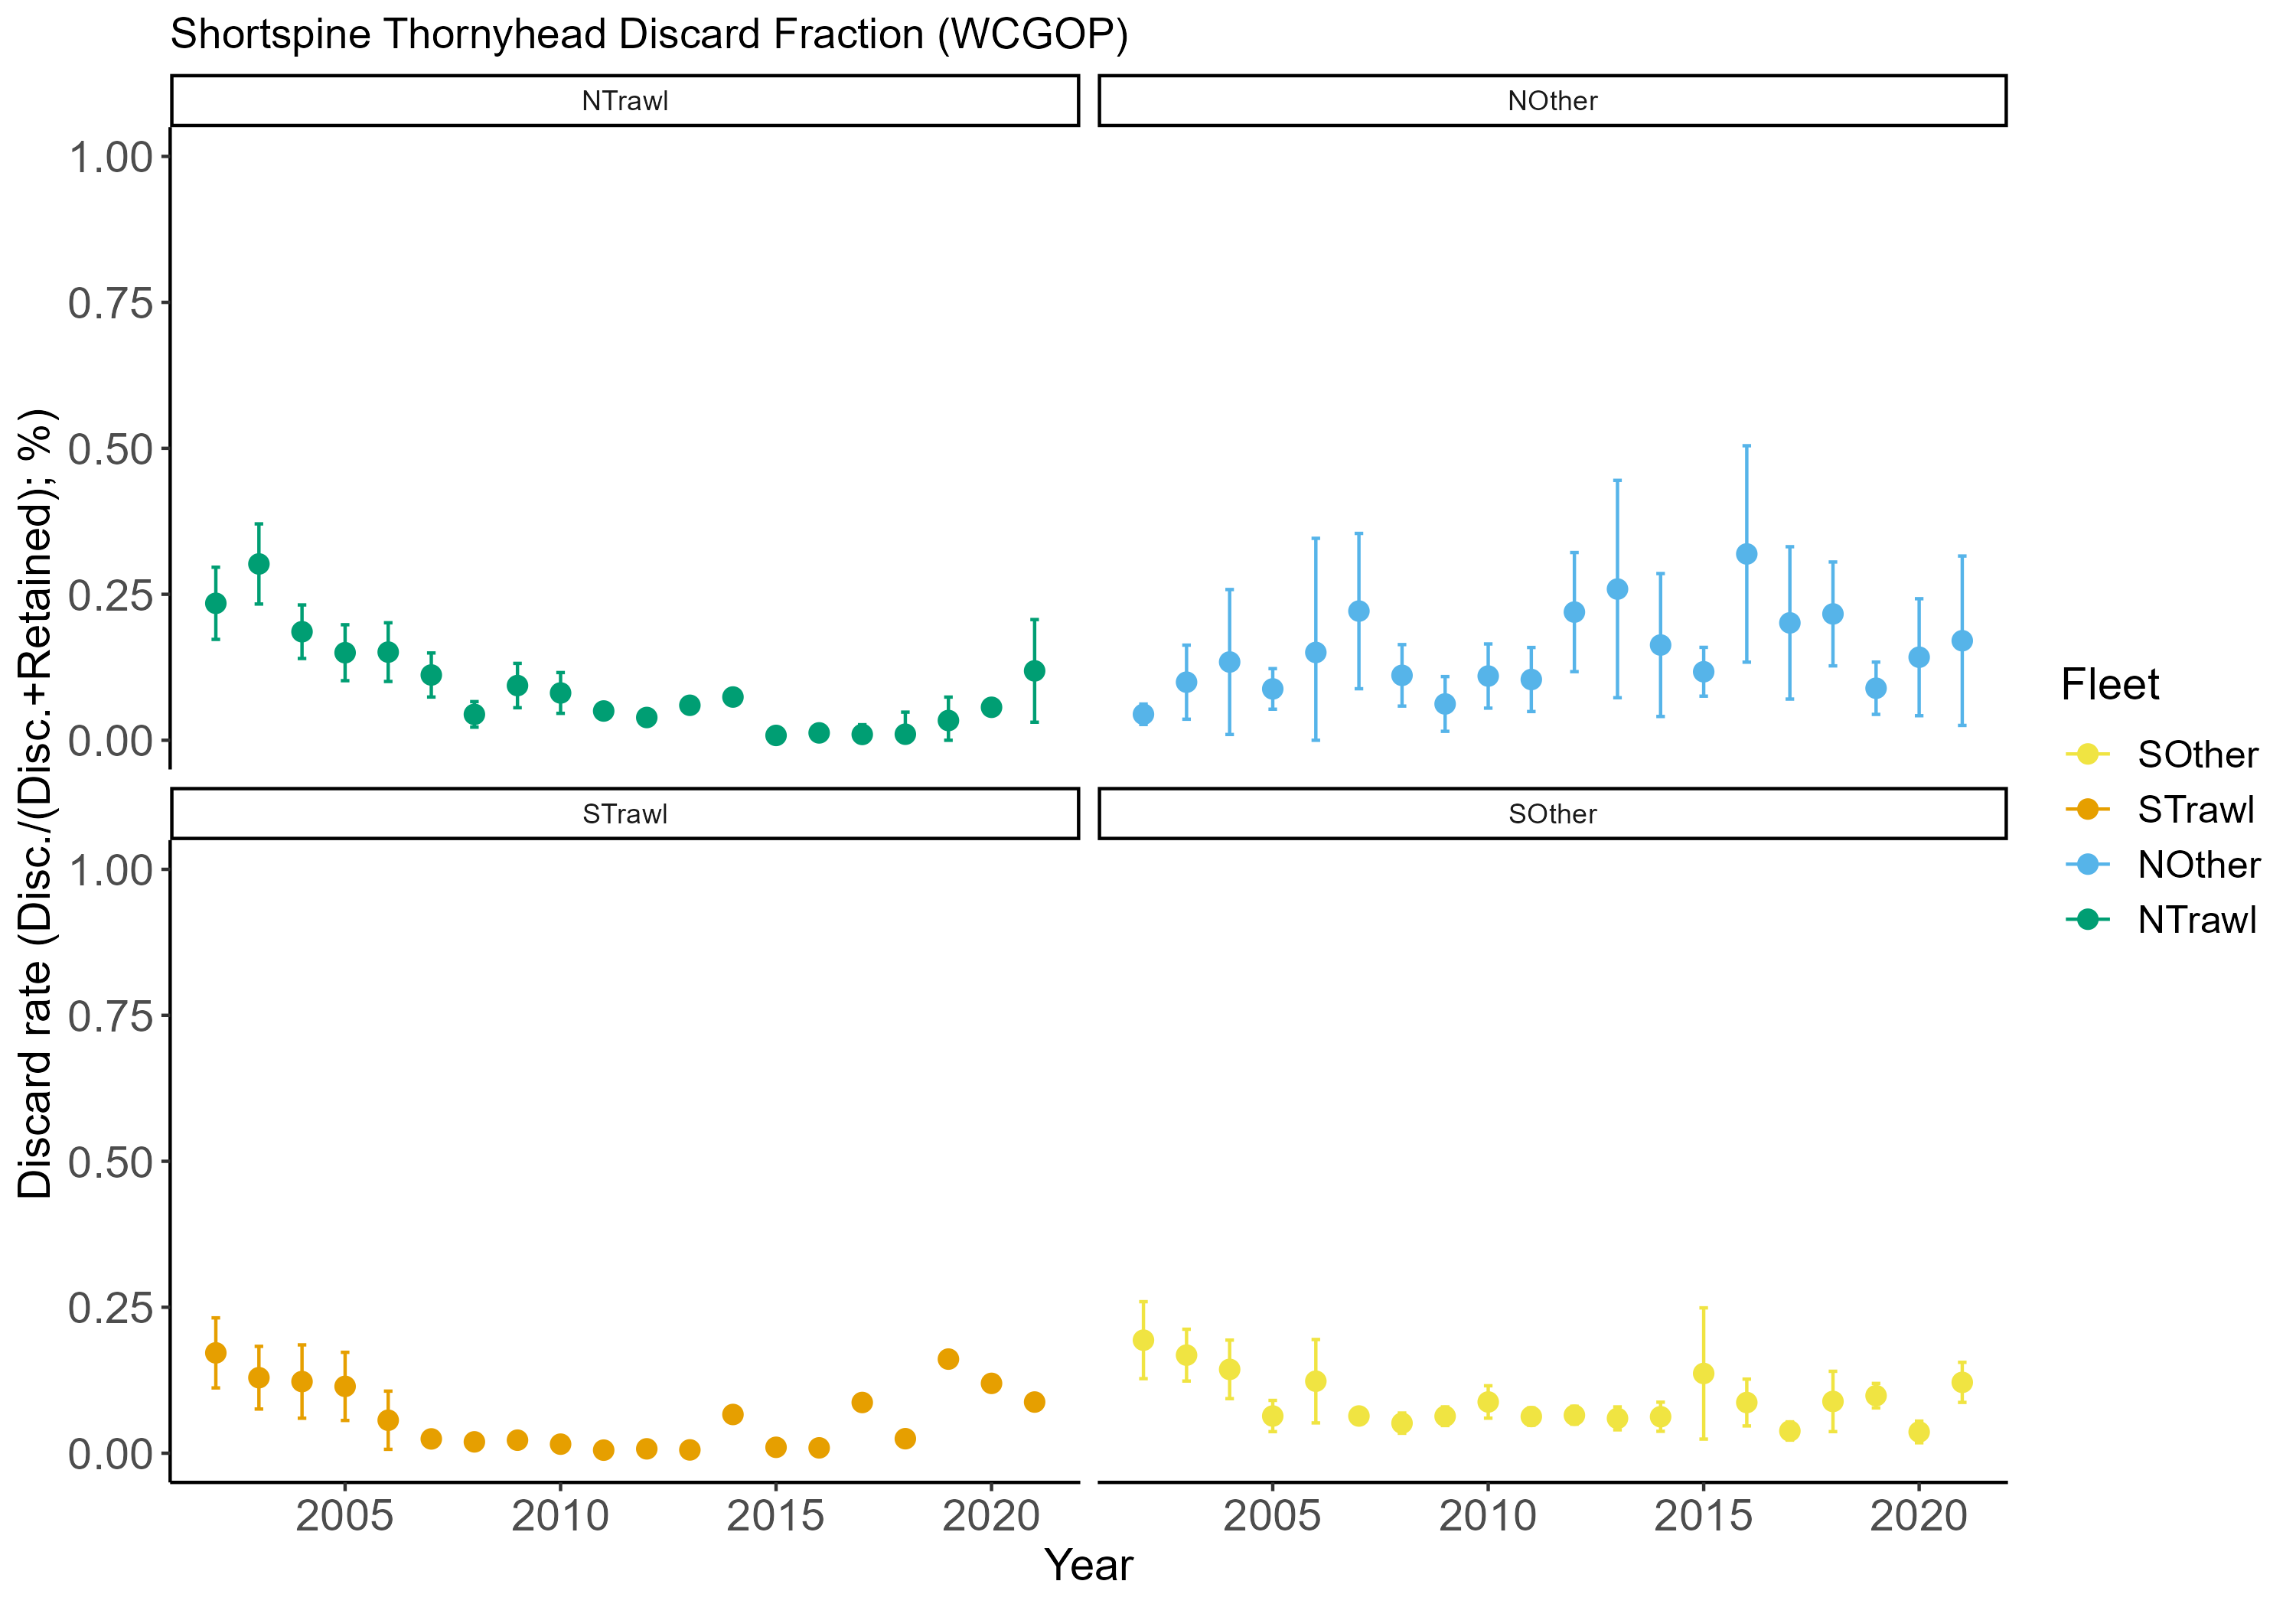 Shortspine Thornyhead Discard Fraction (WCGOP)
NTrawl
NOther
1.00
0.75
0.50
0.25
0.00
STrawl
SOther
1.00
0.75
0.50
0.25
0.00
2005
2010
2015
2020
2005
2010
2015
2020
Year
Discard rate (Disc./(Disc.+Retained); %)
Fleet
SOther
STrawl
NOther
NTrawl